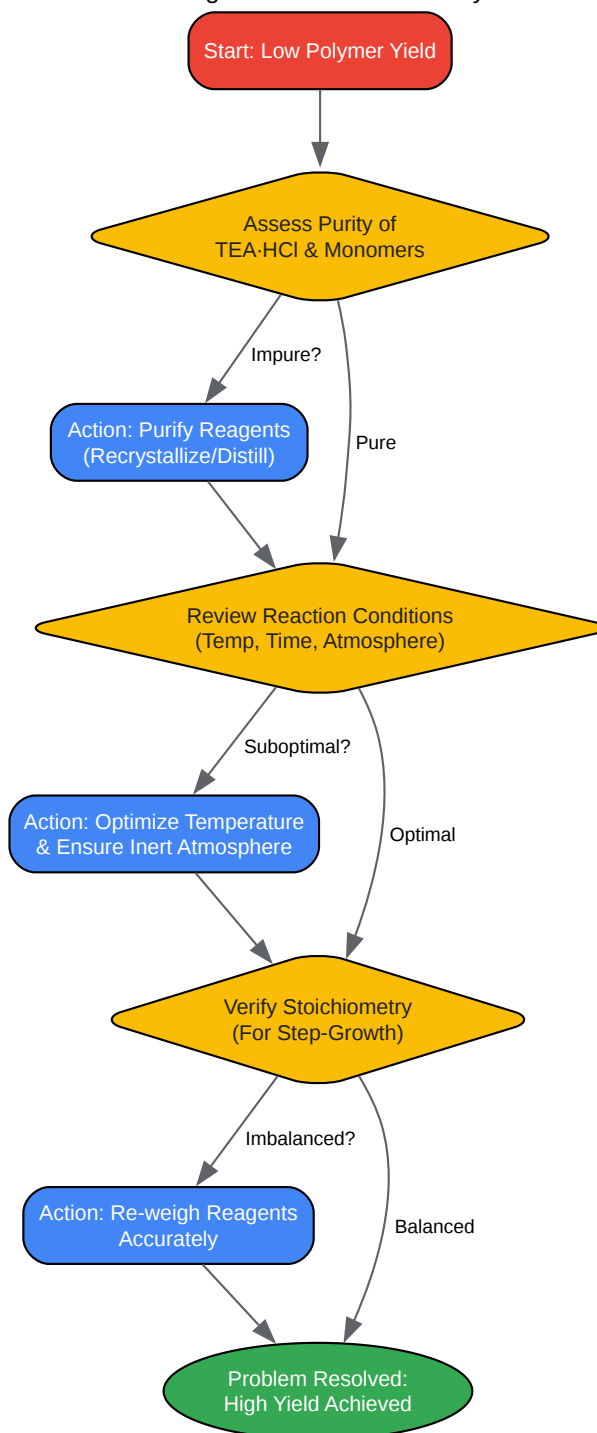 Start: Low Polymer Yield
Assess Purity of
TEA·HCl & Monomers
Impure?
Action: Purify Reagents
(Recrystallize/Distill)
Pure
Review Reaction Conditions
(Temp, Time, Atmosphere)
Suboptimal?
Action: Optimize Temperature
& Ensure Inert Atmosphere
Optimal
Verify Stoichiometry
(For Step-Growth)
Imbalanced?
Action: Re-weigh Reagents
Accurately
Balanced
Problem Resolved:
High Yield Achieved